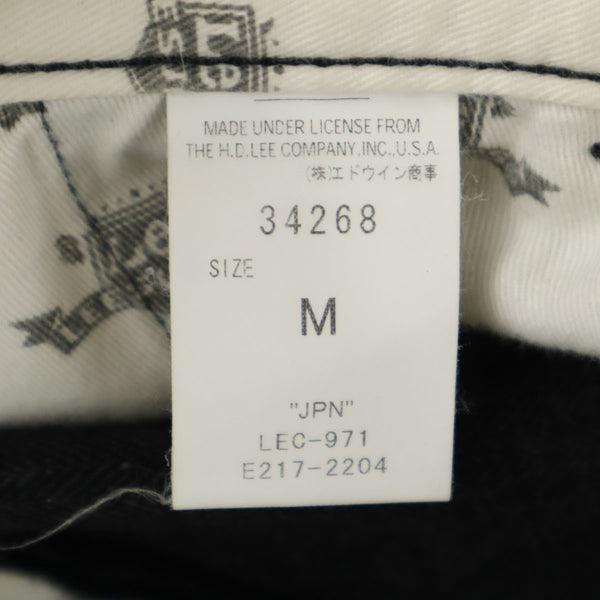 Le
MADE UNDER LICENSE FROM
THE H.D.LEE COMPANY,INC.,U.S.A.
(株)エドウイン商事
34268
SIZE
M
"JPN"
LEC-971
E217-2204